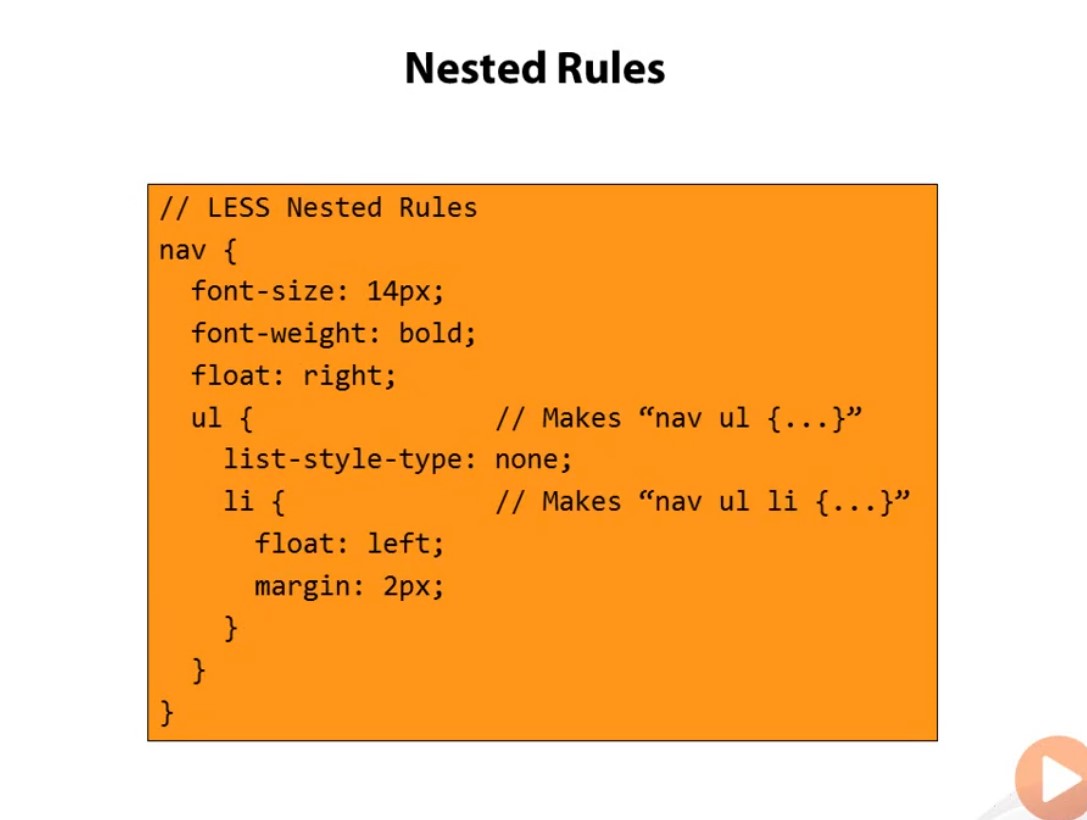 Nested Rules
// LESS Nested Rules
nav {
  font-size: 14px;
  font-weight: bold;
  float: right;
  ul {               // Makes “nav ul {...}”
    list-style-type: none;
    li {             // Makes “nav ul li {...}”
      float: left;
      margin: 2px;
    }
  }
}